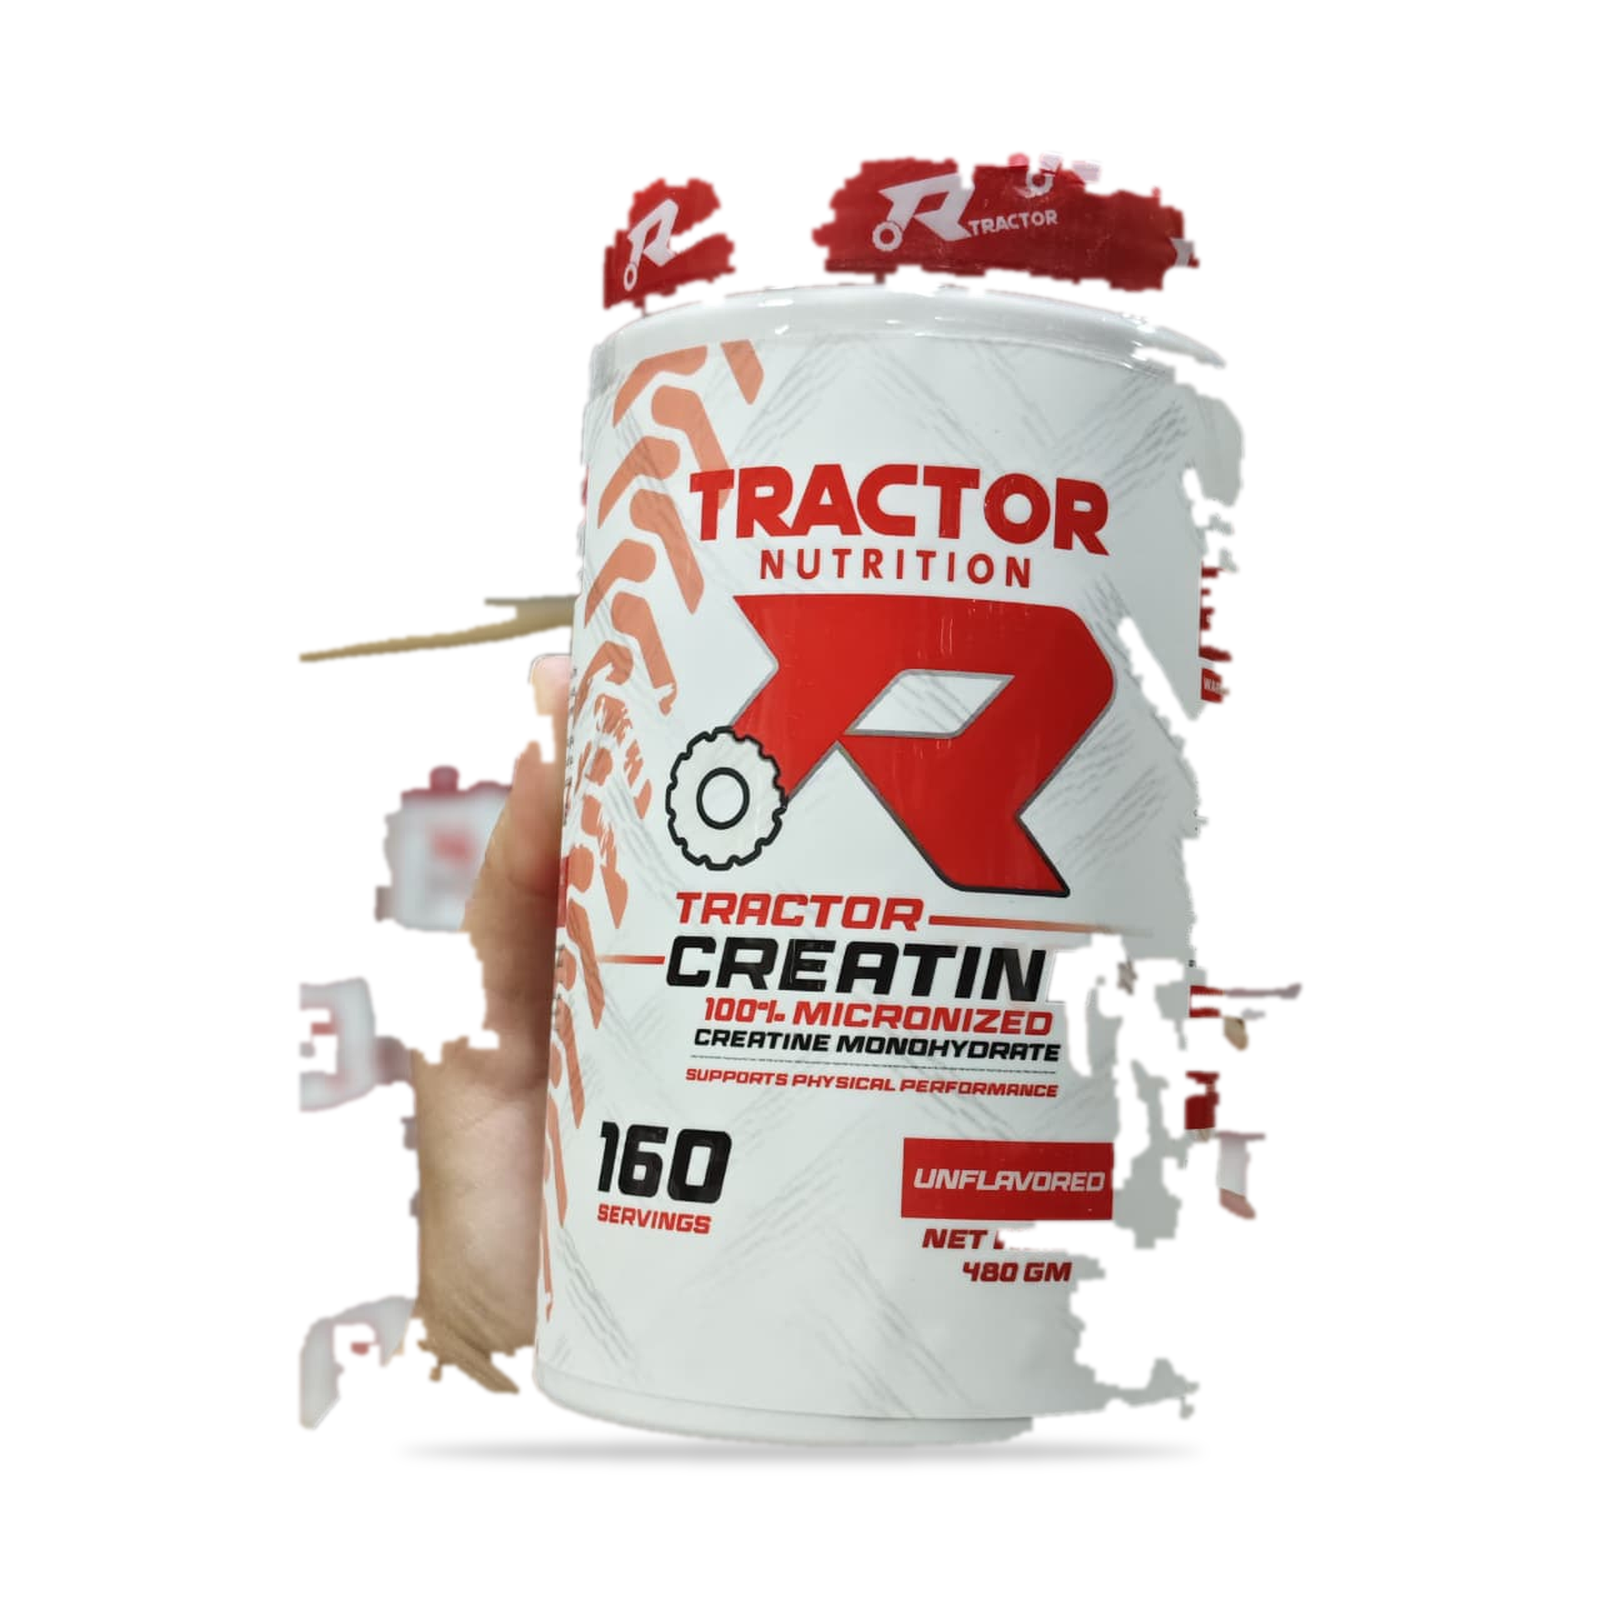 TRACTOR
TRACTOR
NUTRITION
TRACTOR
CREATIN
100% MICRONIZED
CREATINE MONOHYDRATE
SUPPORTS PHYSICAL PERFORMANCE
160
SERVINGS
UNFLAVORED
NET
480 GM